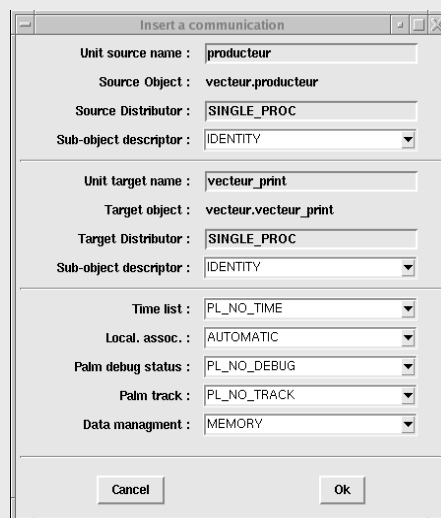 Insert a communication
Unit source name : producteur
Source Object : vecteur.producteur
Source Distributor : SINGLE_PROC
Sub-object descriptor : IDENTITY
Unit target name : vecteur_print
Target object : vecteur.vecteur_print
Target Distributor : SINGLE_PROC
Sub-object descriptor : IDENTITY
Time list : PL_NO_TIME
Local. assoc. : AUTOMATIC
Palm debug status : PL_NO_DEBUG
Palm track : PL_NO_TRACK
Data managment : MEMORY
Cancel Ok